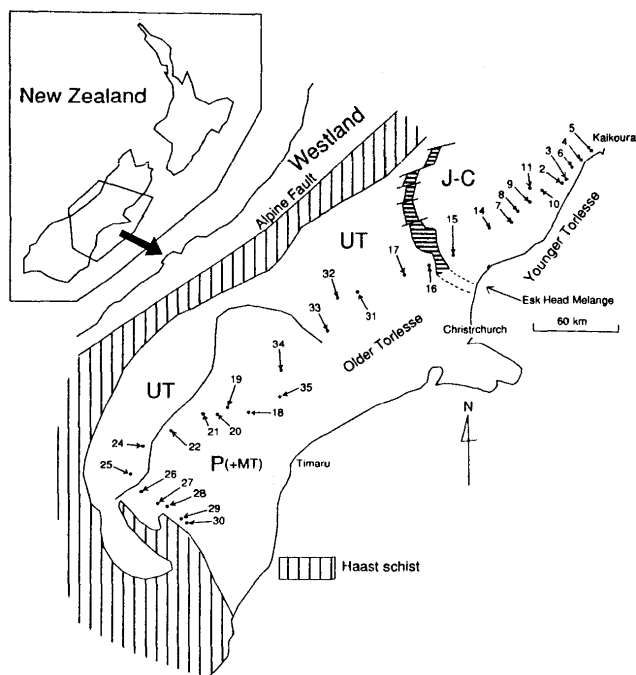 New Zealand
Westland
Alpine Fault
J-C
UT
Kaikoura
Younger Torlesse
Esk Head Melange
Older Torlesse
Christchurch
60 km
N
UT
P(+MT)
Timaru
Haast schist
5
4
6
3
2
10
11
9
8
7
14
15
16
17
32
31
33
34
35
19
18
20
21
22
24
25
26
27
28
29
30